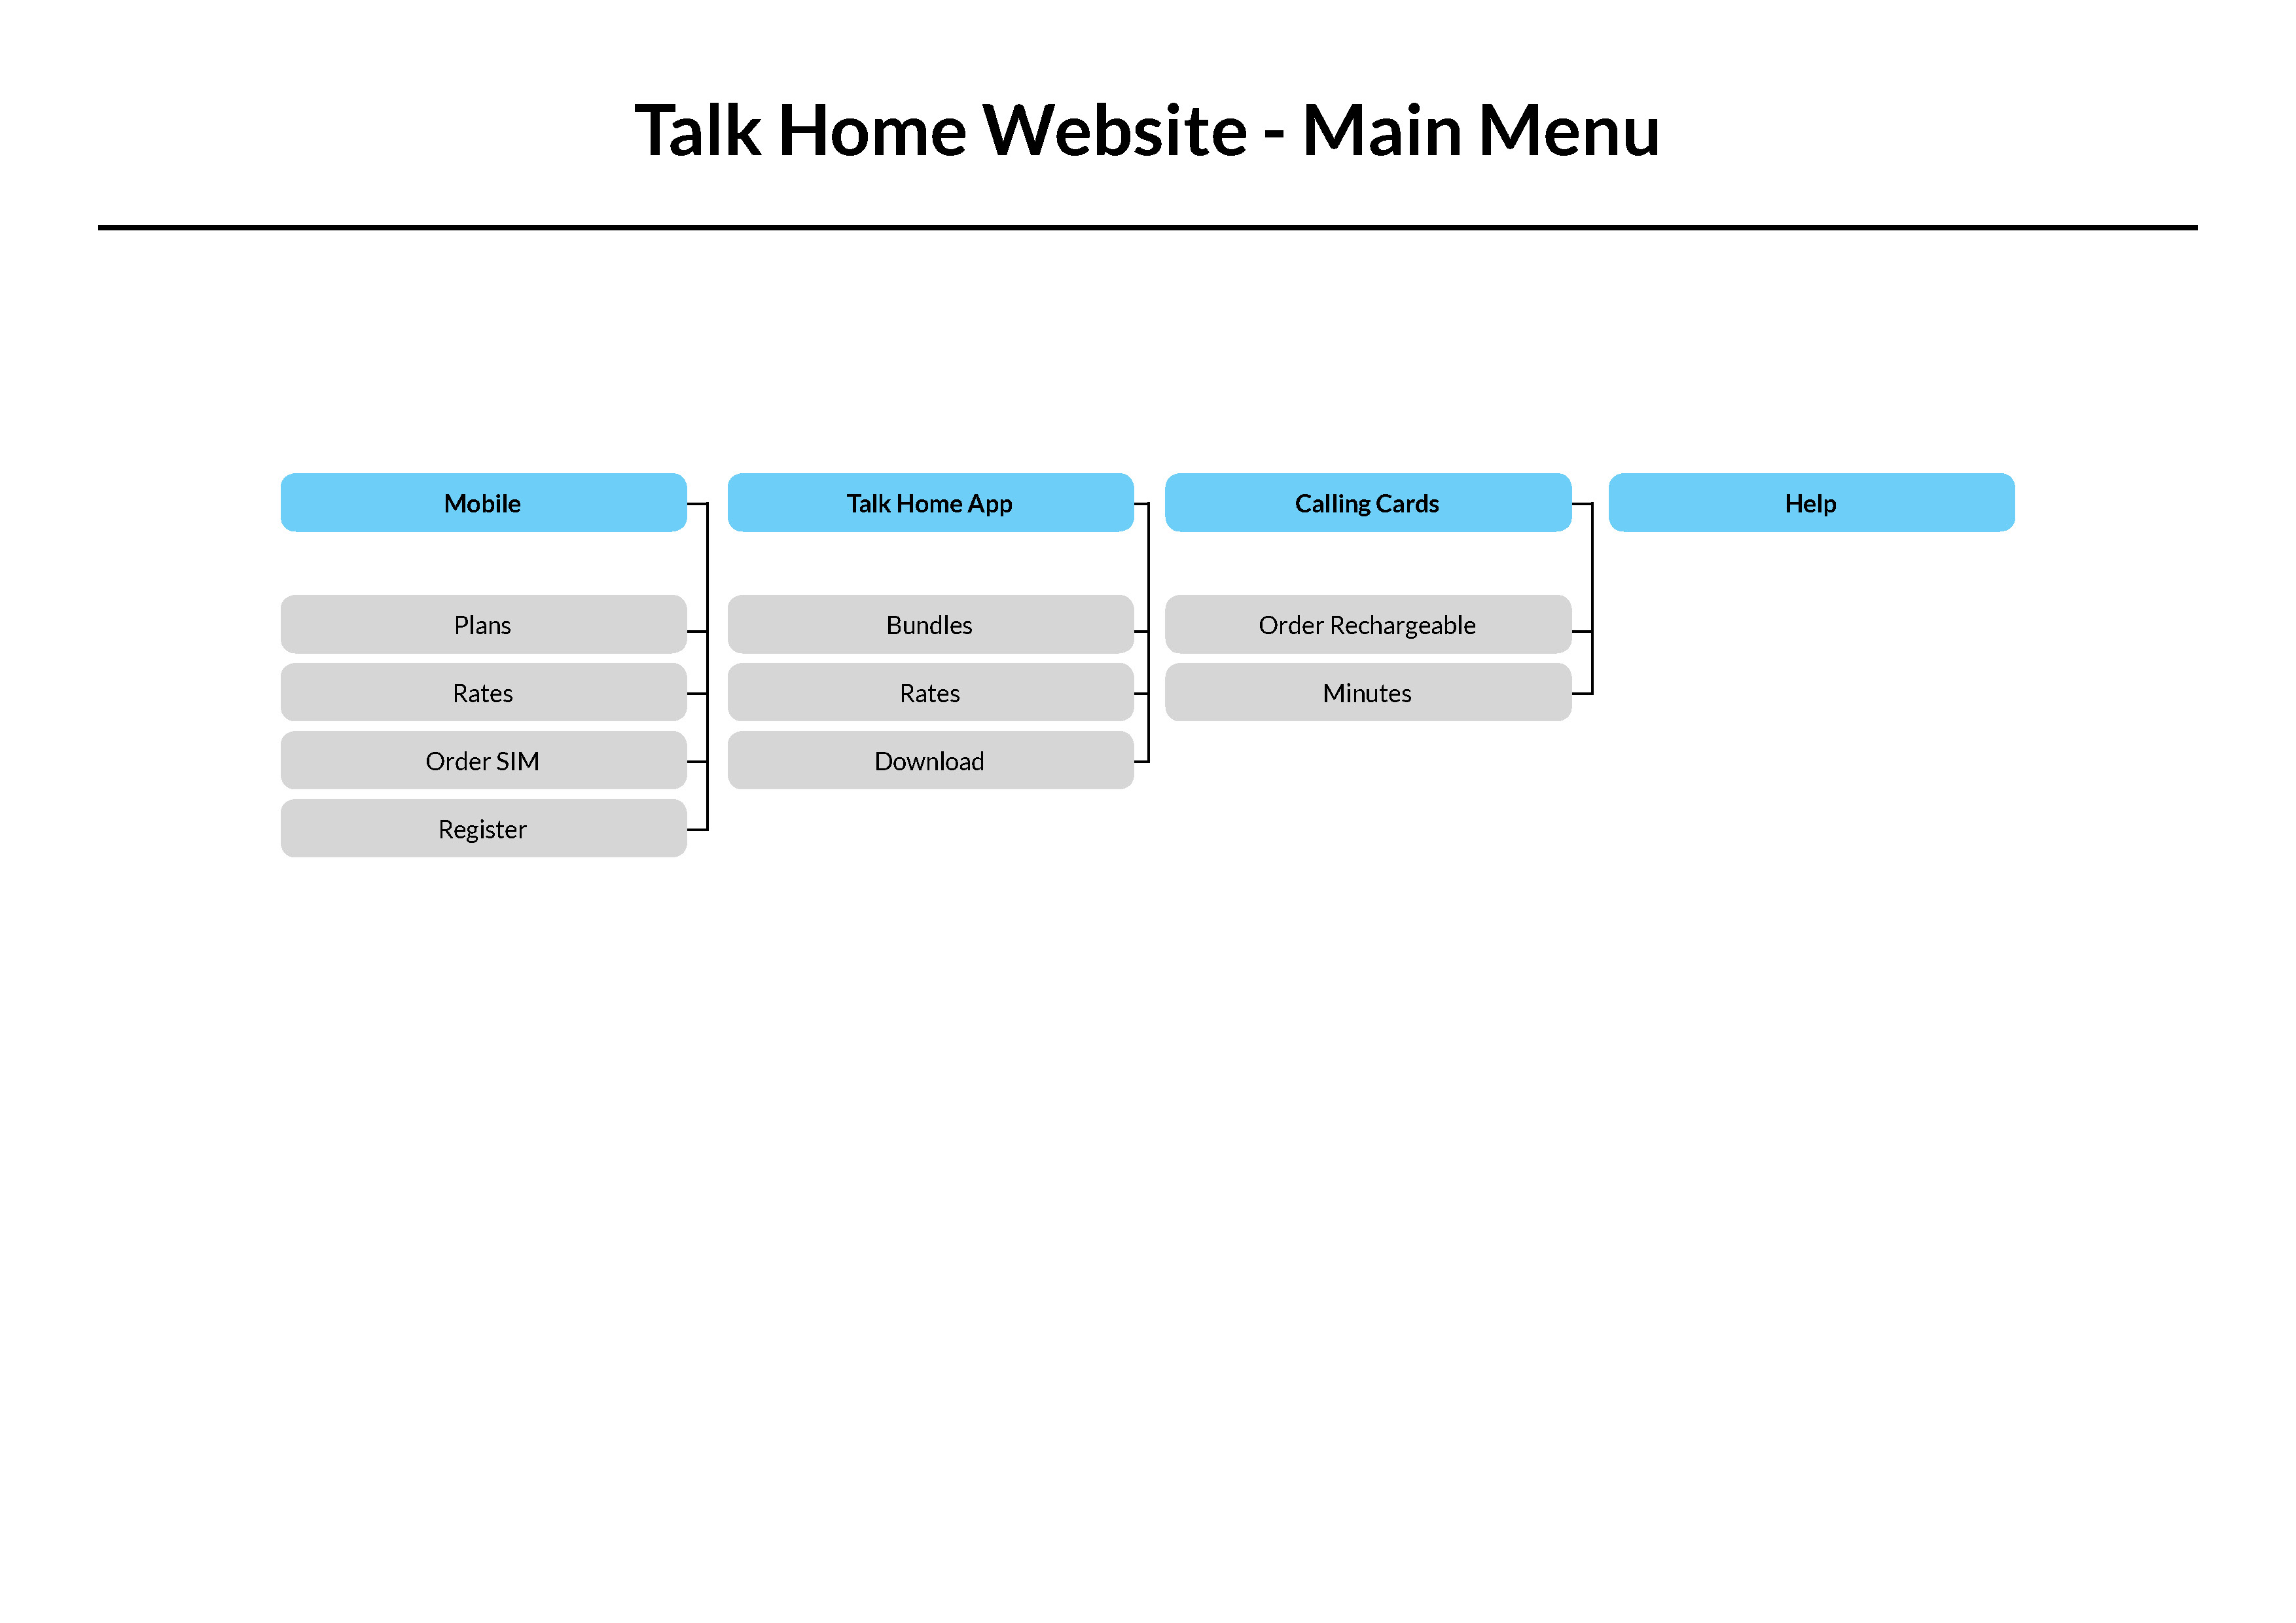 Talk Home Website - Main Menu
Mobile
Talk Home App
Calling Cards
Help
Plans
Bundles
Order Rechargeable
Rates
Rates
Minutes
Order SIM
Download
Register